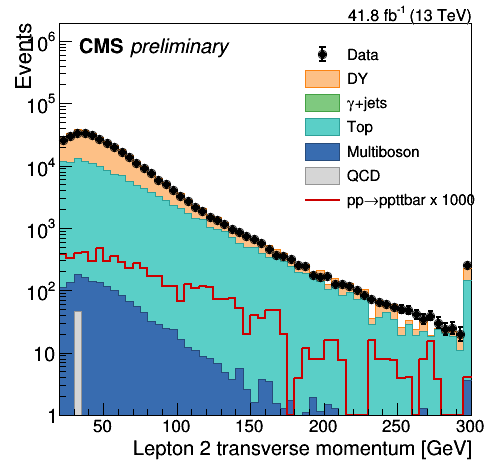 41.8 fb⁻¹ (13 TeV)
CMS preliminary
Events
10⁶
10⁵
10⁴
10³
10²
10
1
Data
DY
γ+jets
Top
Multiboson
QCD
pp→ppttbar x 1000
50 100 150 200 250 300
Lepton 2 transverse momentum [GeV]